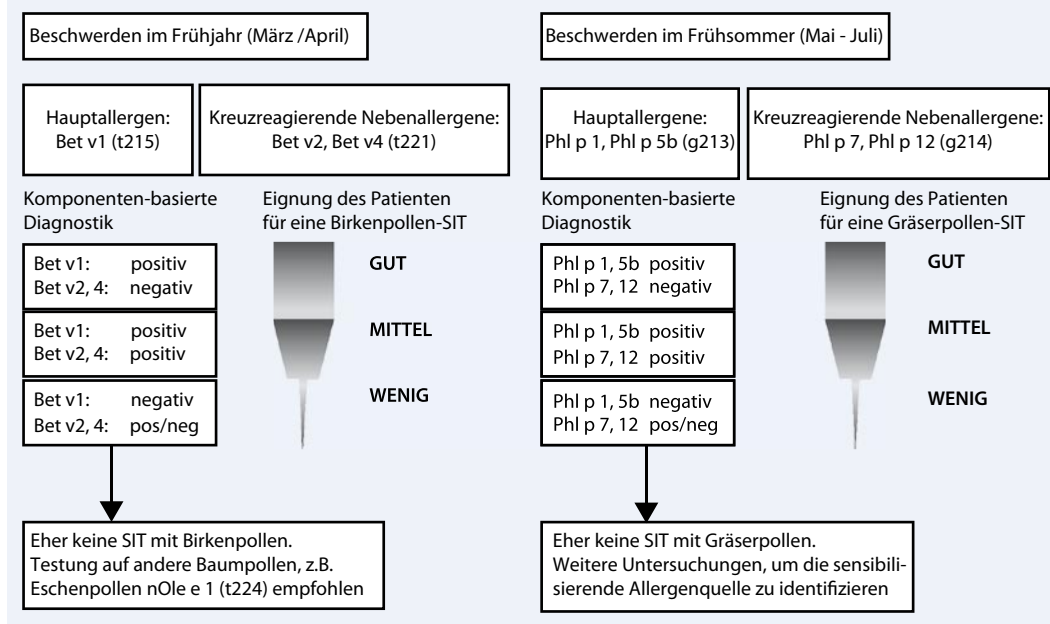 Beschwerden im Frühjahr (März /April)
Hauptallergen:
Bet v1 (t215)
Kreuzreagierende Nebenallergene:
Bet v2, Bet v4 (t221)
Komponenten-basierte
Diagnostik
Eignung des Patienten
für eine Birkenpollen-SIT
Bet v1: positiv
Bet v2, 4: negativ
GUT
Bet v1: positiv
Bet v2, 4: positiv
MITTEL
Bet v1: negativ
Bet v2, 4: pos/neg
WENIG
Eher keine SIT mit Birkenpollen.
Testung auf andere Baumpollen, z.B.
Eschenpollen nOle e 1 (t224) empfohlen
Beschwerden im Frühsommer (Mai - Juli)
Hauptallergene:
Phl p 1, Phl p 5b (g213)
Kreuzreagierende Nebenallergene:
Phl p 7, Phl p 12 (g214)
Komponenten-basierte
Diagnostik
Eignung des Patienten
für eine Gräserpollen-SIT
Phl p 1, 5b positiv
Phl p 7, 12 negativ
GUT
Phl p 1, 5b positiv
Phl p 7, 12 positiv
MITTEL
Phl p 1, 5b negativ
Phl p 7, 12 pos/neg
WENIG
Eher keine SIT mit Gräserpollen.
Weitere Untersuchungen, um die sensibili-
sierende Allergenquelle zu identifizieren